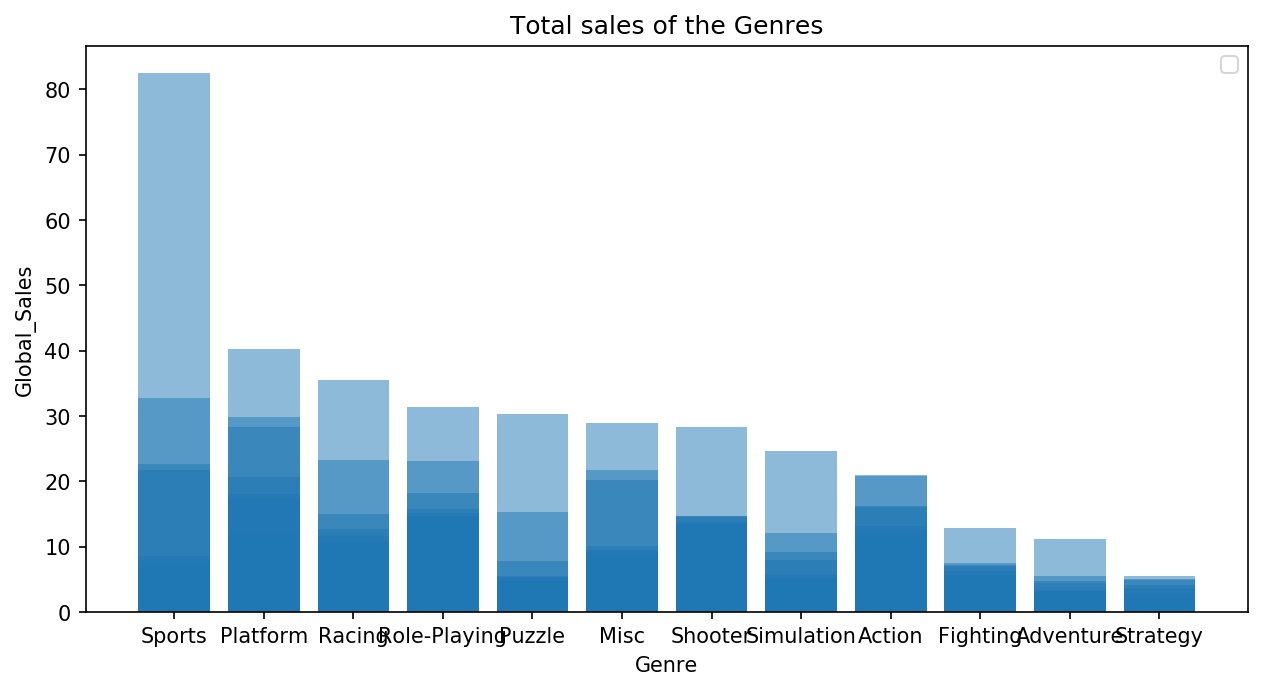 Total sales of the Genres
Global_Sales
80
70
60
50
40
30
20
10
0
Sports Platform Racing Role-Playing Puzzle Misc Shooter Simulation Action Fighting Adventure Strategy
Genre